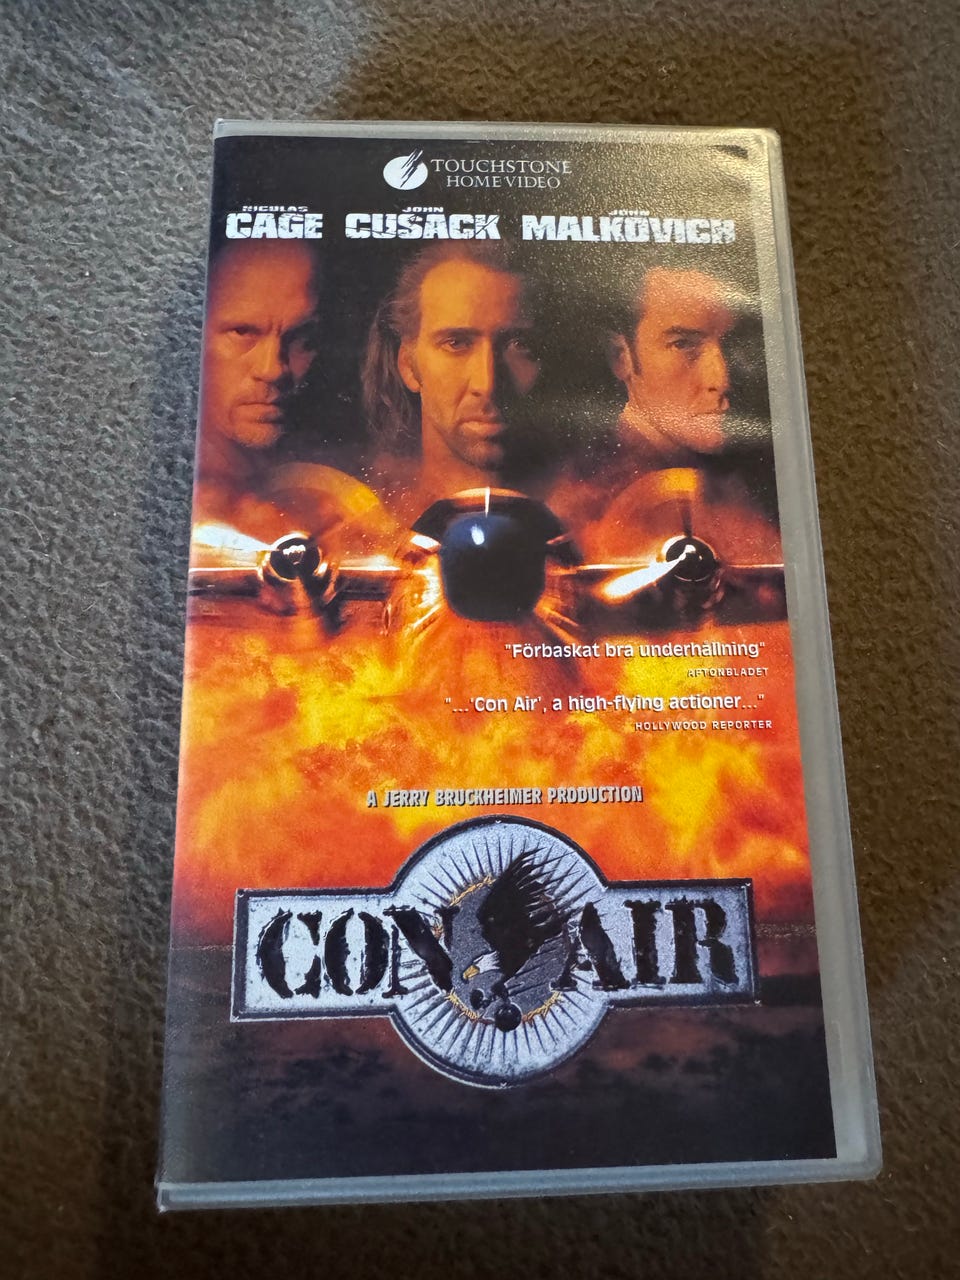 TOUCHSTONE
HOME VIDEO
NICOLAS JOHN JOHN
CAGE CUSACK MALKOVICH
"Förbaskat bra underhållning"
AFTONBLADET
"...'Con Air', a high-flying actioner..."
HOLLYWOOD REPORTER
A JERRY BRUCKHEIMER PRODUCTION
CON AIR